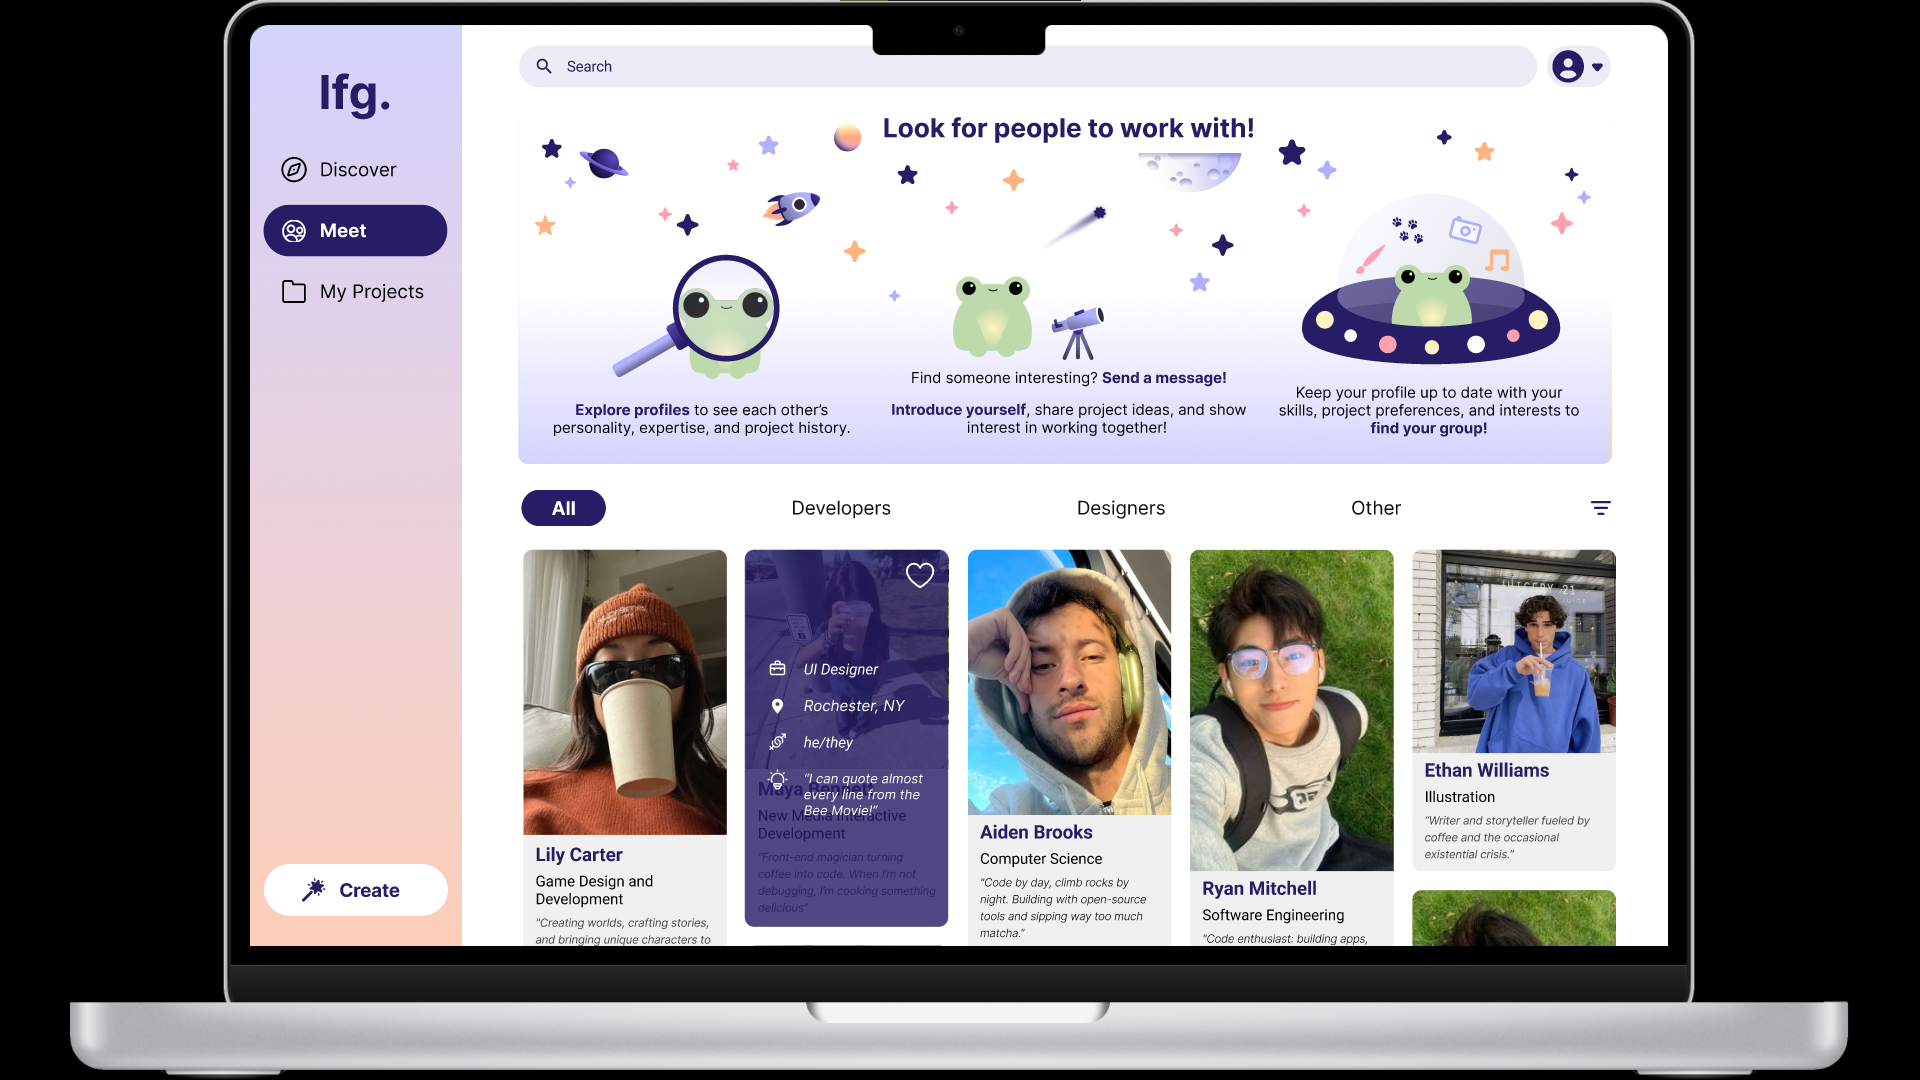 lfg.
Discover
Meet
My Projects
Create
Search
Look for people to work with!
Explore profiles to see each other's
personality, expertise, and project history.
Find someone interesting? Send a message!
Introduce yourself, share project ideas, and show
interest in working together!
Keep your profile up to date with your
skills, project preferences, and interests to
find your group!
All
Developers
Designers
Other
Lily Carter
Game Design and
Development
"Creating worlds, crafting stories,
and bringing unique characters to
UI Designer
Rochester, NY
he/they
"I can quote almost
every line from the
Bee Movie!"
Maya Bennett
New Media Interactive
Development
"Front-end magician turning
coffee into code. When I'm not
debugging, I'm cooking something
delicious"
Aiden Brooks
Computer Science
"Code by day, climb rocks by
night. Building with open-source
tools and sipping way too much
matcha."
Ryan Mitchell
Software Engineering
"Code enthusiast: building apps,
JUICERY 21
Ethan Williams
Illustration
"Writer and storyteller fueled by
coffee and the occasional
existential crisis."